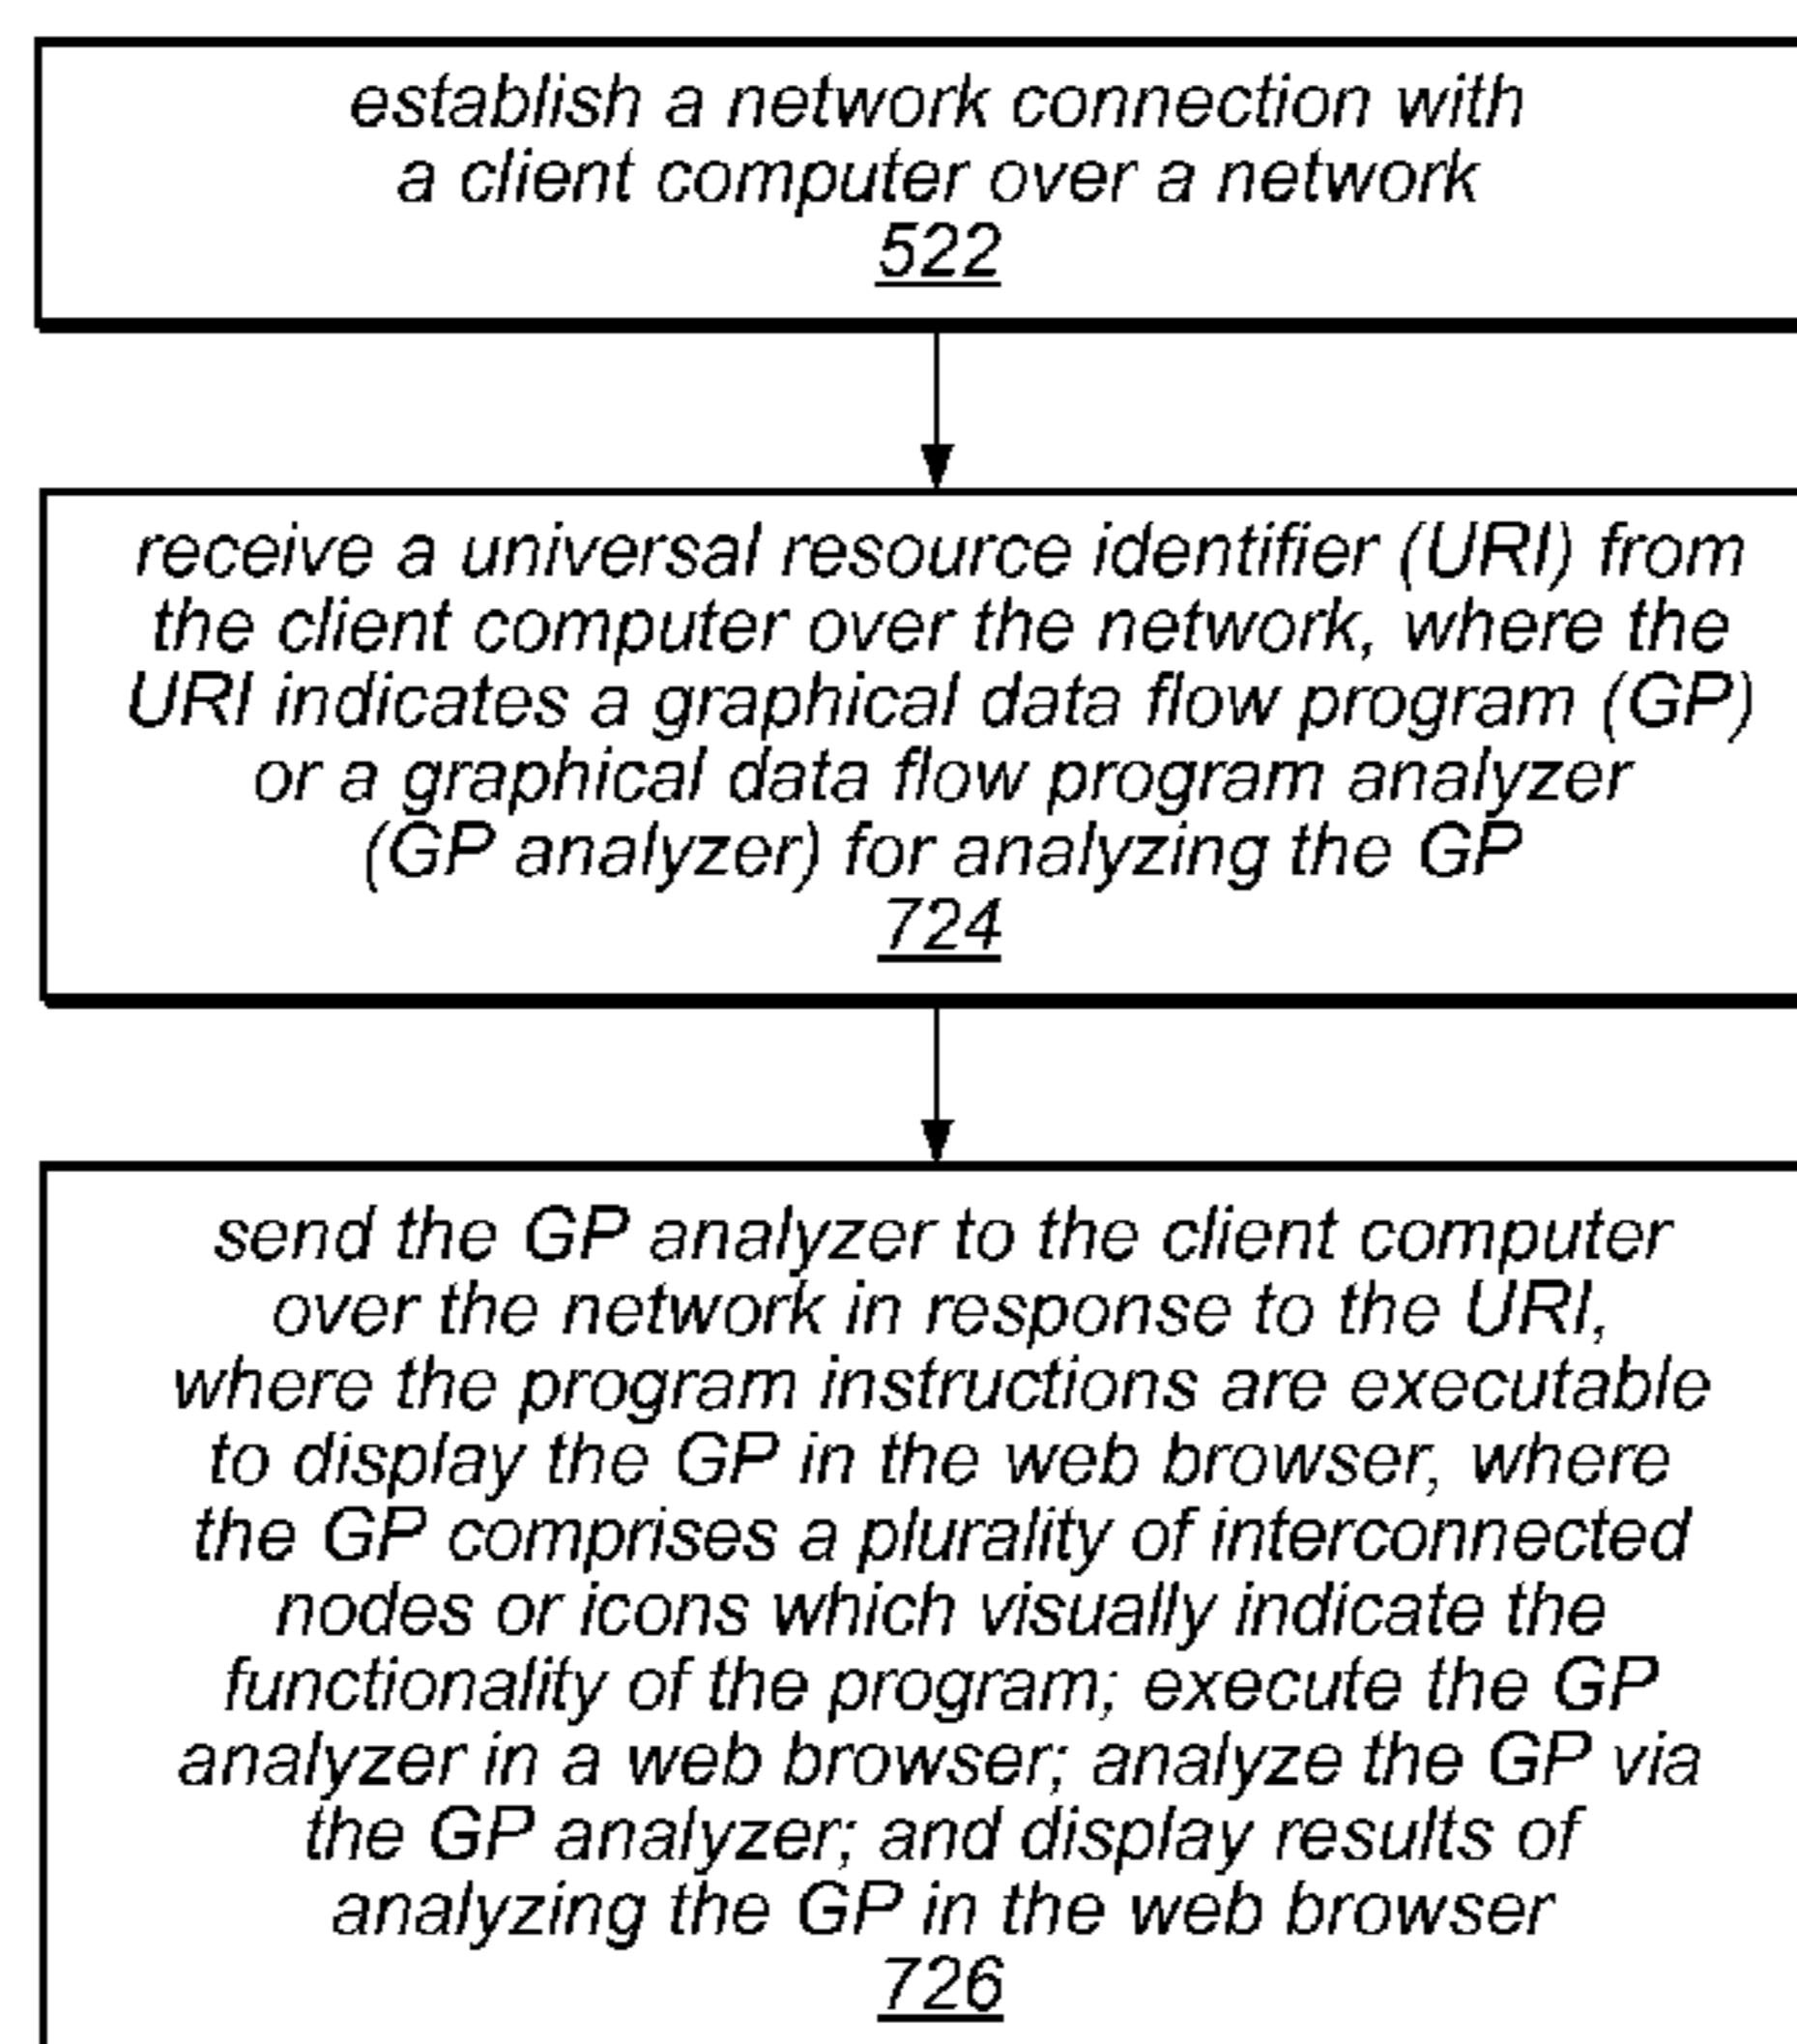 establish a network connection with
a client computer over a network
522
receive a universal resource identifier (URI) from
the client computer over the network, where the
URI indicates a graphical data flow program (GP)
or a graphical data flow program analyzer
(GP analyzer) for analyzing the GP
724
send the GP analyzer to the client computer
over the network in response to the URI,
where the program instructions are executable
to display the GP in the web browser, where
the GP comprises a plurality of interconnected
nodes or icons which visually indicate the
functionality of the program; execute the GP
analyzer in a web browser; analyze the GP via
the GP analyzer; and display results of
analyzing the GP in the web browser
726